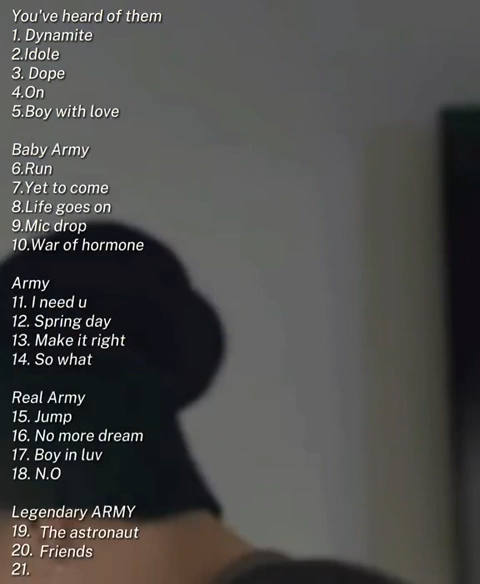 You've heard of them
1. Dynamite
2.Idole
3. Dope
4.On
5.Boy with love
Baby Army
6.Run
7.Yet to come
8.Life goes on
9.Mic drop
10.War of hormone
Army
11. I need u
12. Spring day
13. Make it right
14. So what
Real Army
15. Jump
16. No more dream
17. Boy in luv
18. N.O
Legendary ARMY
19. The astronaut
20. Friends
21.